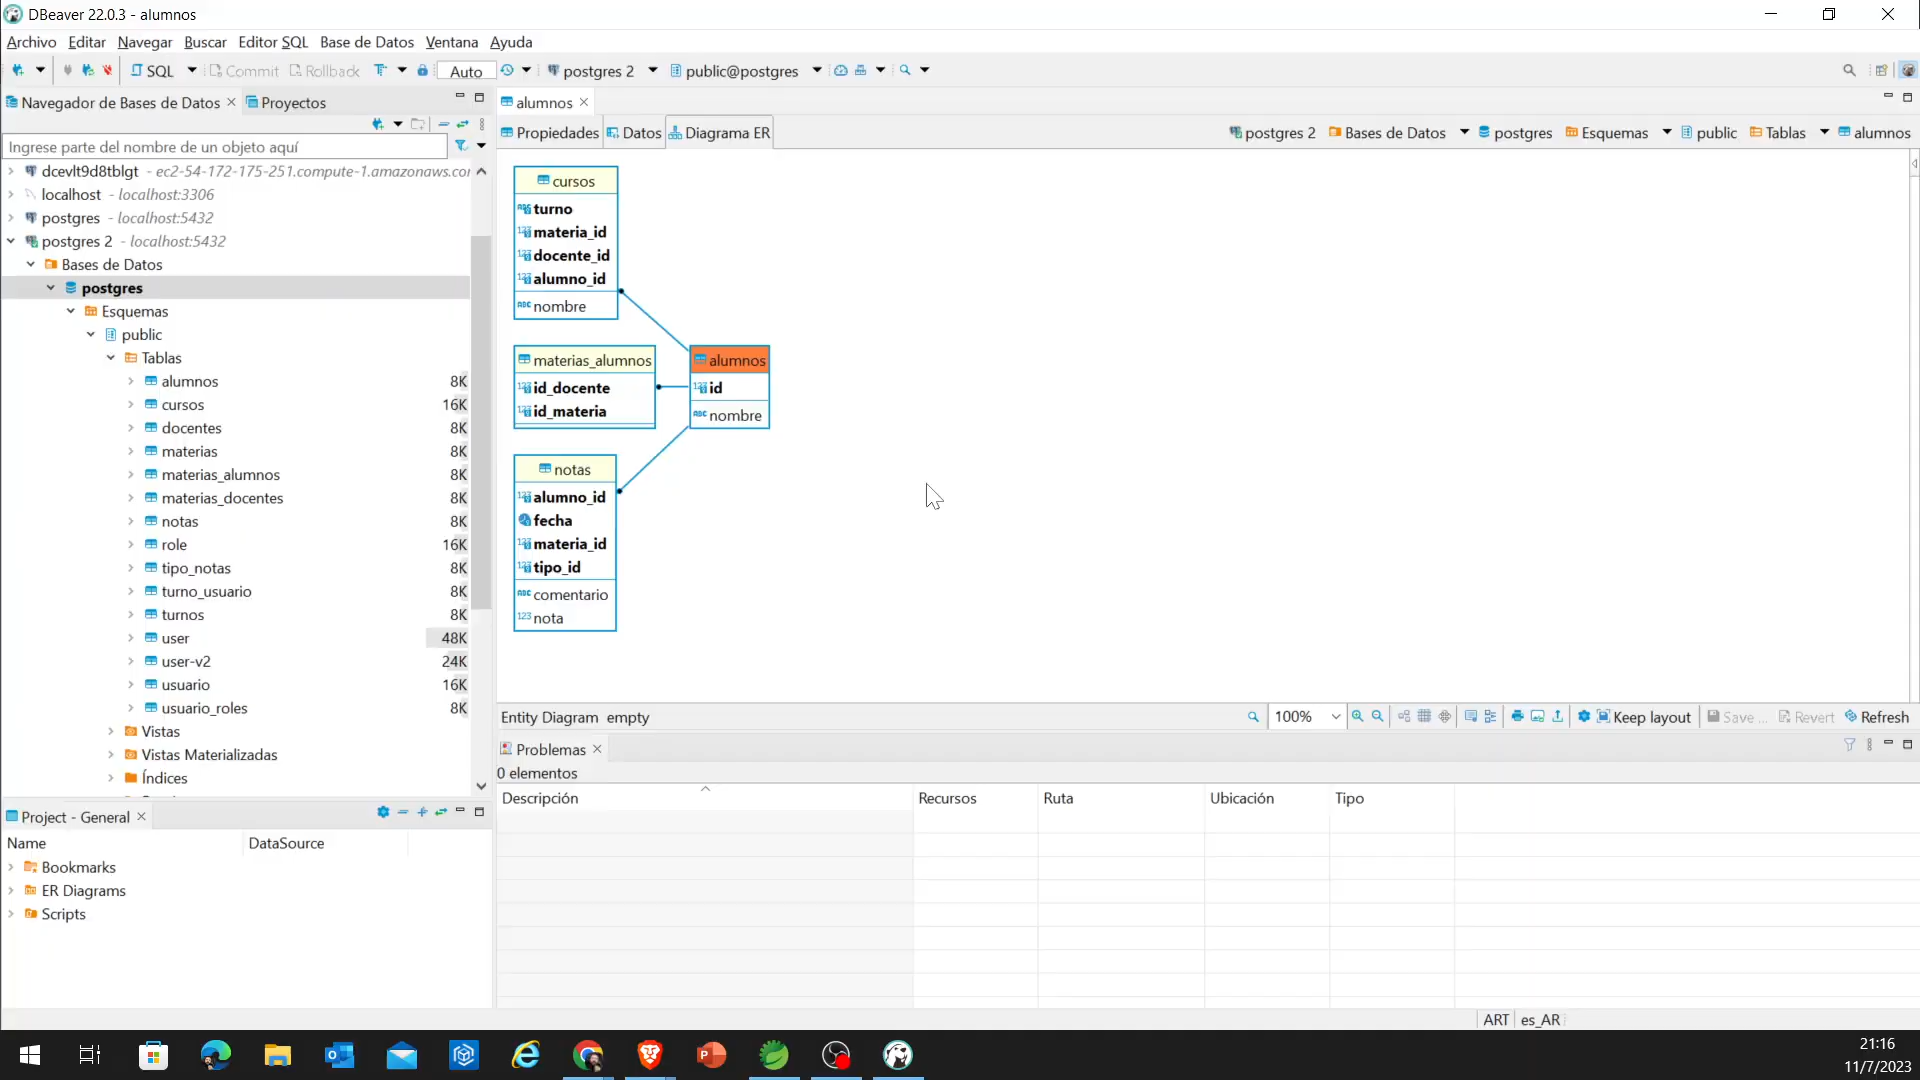 DBeaver 22.0.3 - alumnos
Archivo Editar Navegar Buscar Editor SQL Base de Datos Ventana Ayuda
SQL Commit Rollback Auto postgres 2 public@postgres
Navegador de Bases de Datos Proyectos
Ingrese parte del nombre de un objeto aquí
dcevlt9d8tblgt - ec2-54-172-175-251.compute-1.amazonaws.com
localhost - localhost:3306
postgres - localhost:5432
postgres 2 - localhost:5432
Bases de Datos
postgres
Esquemas
public
Tablas
alumnos 8K
cursos 16K
docentes 8K
materias 8K
materias_alumnos 8K
materias_docentes 8K
notas 8K
role 16K
tipo_notas 8K
turno_usuario 8K
turnos 8K
user 48K
user-v2 24K
usuario 16K
usuario_roles 8K
Vistas
Vistas Materializadas
Índices
Project - General
Name DataSource
Bookmarks
ER Diagrams
Scripts
alumnos
Propiedades Datos Diagrama ER
postgres 2 Bases de Datos postgres Esquemas public Tablas alumnos
cursos
turno
materia_id
docente_id
alumno_id
nombre
materias_alumnos
id_docente
id_materia
alumnos
id
nombre
notas
alumno_id
fecha
materia_id
tipo_id
comentario
nota
Entity Diagram empty
100%
Keep layout Save ... Revert Refresh
Problemas
0 elementos
Descripción Recursos Ruta Ubicación Tipo
ART es_AR
21:16
11/7/2023